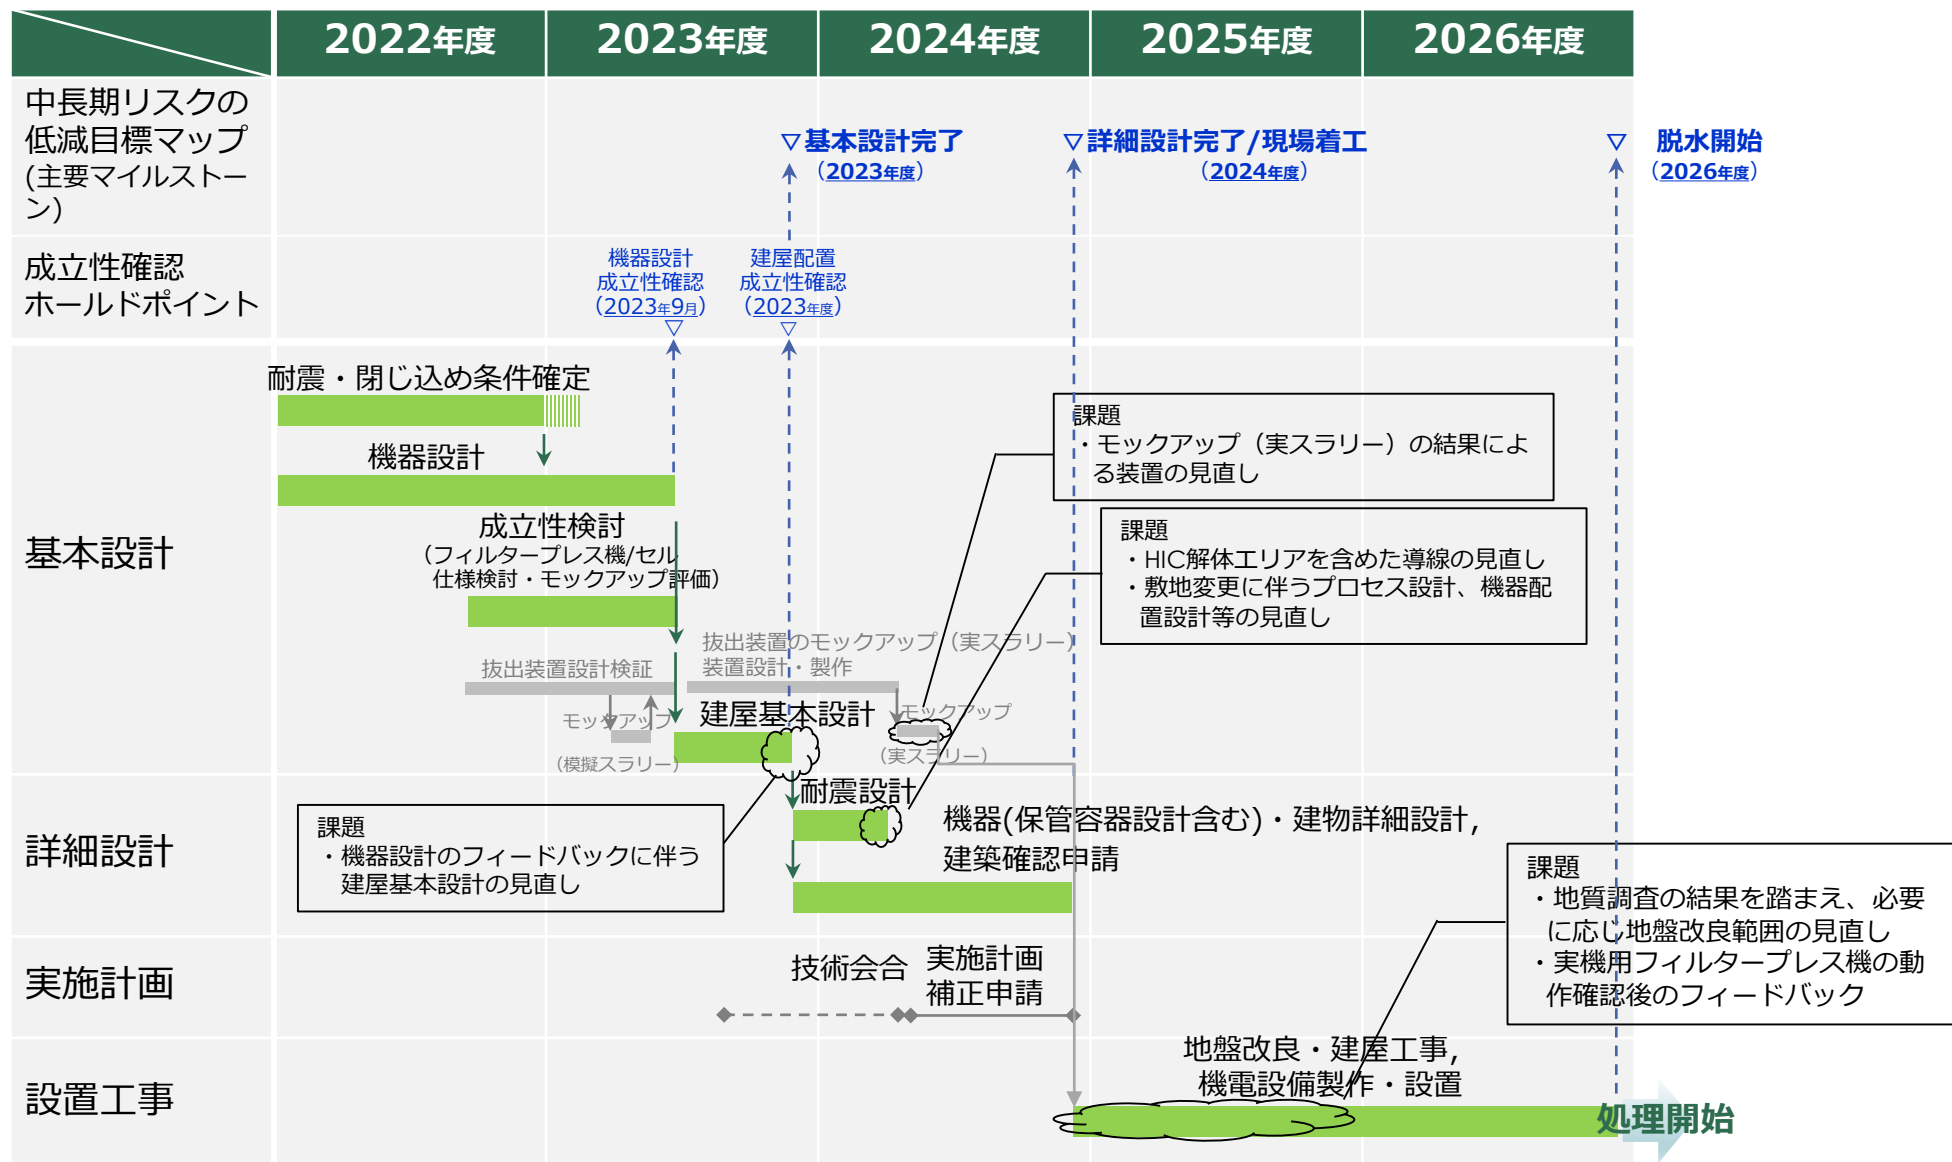 2022年度 2023年度 2024年度 2025年度 2026年度
中長期リスクの
低減目標マップ
(主要マイルストー
ン)
▽基本設計完了
（2023年度）
▽詳細設計完了/現場着工
（2024年度）
▽ 脱水開始
（2026年度）
成立性確認
ホールドポイント
機器設計
成立性確認
（2023年9月）
▽
建屋配置
成立性確認
（2023年度）
▽
基本設計
耐震・閉じ込め条件確定
機器設計
成立性検討
（フィルタープレス機/セル
仕様検討・モックアップ評価）
抜出装置設計検証
モックアップ
（模擬スラリー）
抜出装置のモックアップ（実スラリー）
装置設計・製作
建屋基本設計
モックアップ
（実スラリー）
課題
・モックアップ（実スラリー）の結果によ
る装置の見直し
課題
・HIC解体エリアを含めた導線の見直し
・敷地変更に伴うプロセス設計、機器配
置設計等の見直し
詳細設計
課題
・機器設計のフィードバックに伴う
建屋基本設計の見直し
耐震設計
機器(保管容器設計含む)・建物詳細設計,
建築確認申請
課題
・地質調査の結果を踏まえ、必要
に応じ地盤改良範囲の見直し
・実機用フィルタープレス機の動
作確認後のフィードバック
実施計画
技術会合
実施計画
補正申請
設置工事
地盤改良・建屋工事,
機電設備製作・設置
処理開始